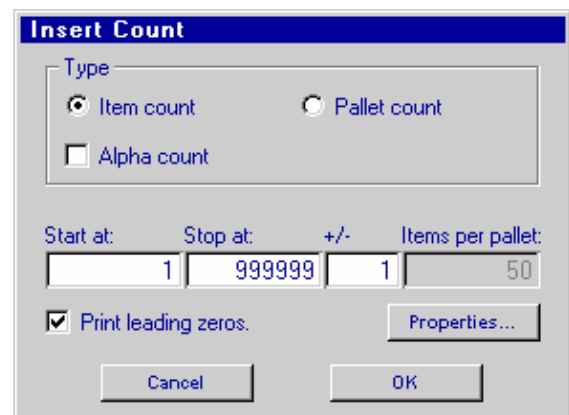 Insert Count
Type
Item count Pallet count
Alpha count
Start at: Stop at: +/- Items per pallet:
1 999999 1 50
Print leading zeros. Properties...
Cancel OK